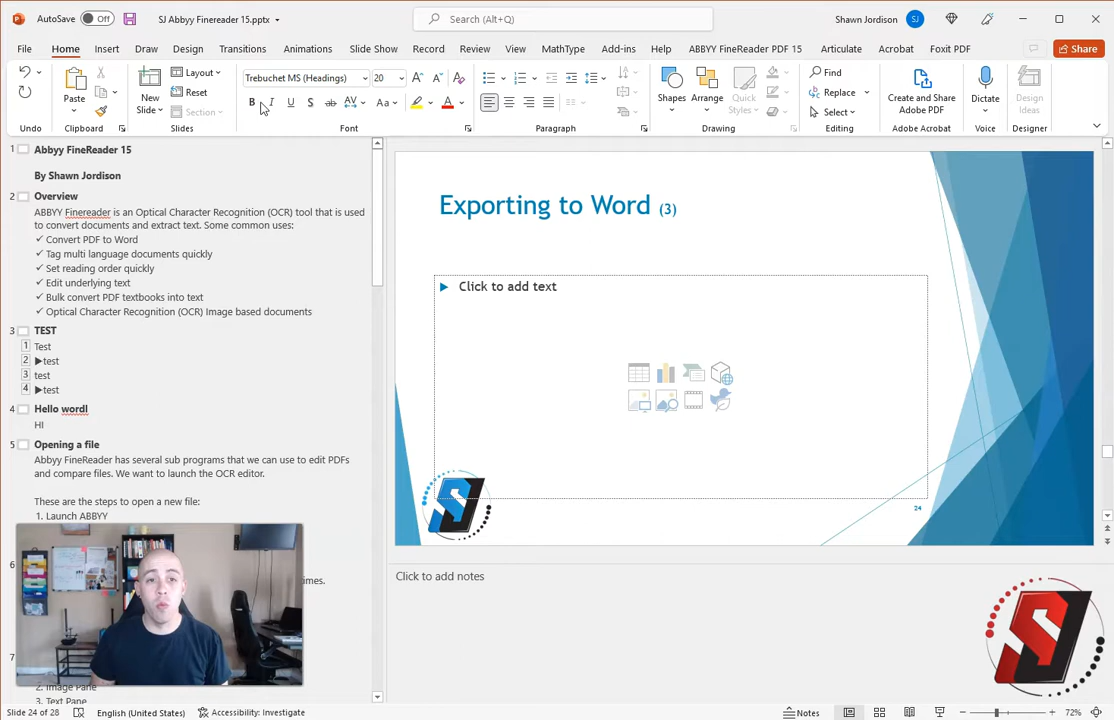 AutoSave Off SJ Abbyy Finereader 15.pptx Search (Alt+Q) Shawn Jordison SJ
File Home Insert Draw Design Transitions Animations Slide Show Record Review View MathType Add-ins Help ABBYY FineReader PDF 15 Articulate Acrobat Foxit PDF Share
Paste New Slide Layout Reset Section Trebuchet MS (Headings) 20 Shapes Arrange Quick Styles Find Replace Select Create and Share Adobe PDF Dictate Design Ideas
Undo Clipboard Slides Font Paragraph Drawing Editing Adobe Acrobat Voice Designer
1 Abbyy FineReader 15
By Shawn Jordison
2 Overview
ABBYY Finereader is an Optical Character Recognition (OCR) tool that is used
to convert documents and extract text. Some common uses:
✓ Convert PDF to Word
✓ Tag multi language documents quickly
✓ Set reading order quickly
✓ Edit underlying text
✓ Bulk convert PDF textbooks into text
✓ Optical Character Recognition (OCR) Image based documents
3 TEST
1 Test
2 ▶test
3 test
4 ▶test
4 Hello wordl
HI
5 Opening a file
Abbyy FineReader has several sub programs that we can use to edit PDFs
and compare files. We want to launch the OCR editor.
These are the steps to open a new file:
1. Launch ABBYY
6
times.
7
2. Image Pane
3. Text Pane
Exporting to Word (3)
Click to add text
24
Click to add notes
Slide 24 of 28 English (United States) Accessibility: Investigate Notes 72%